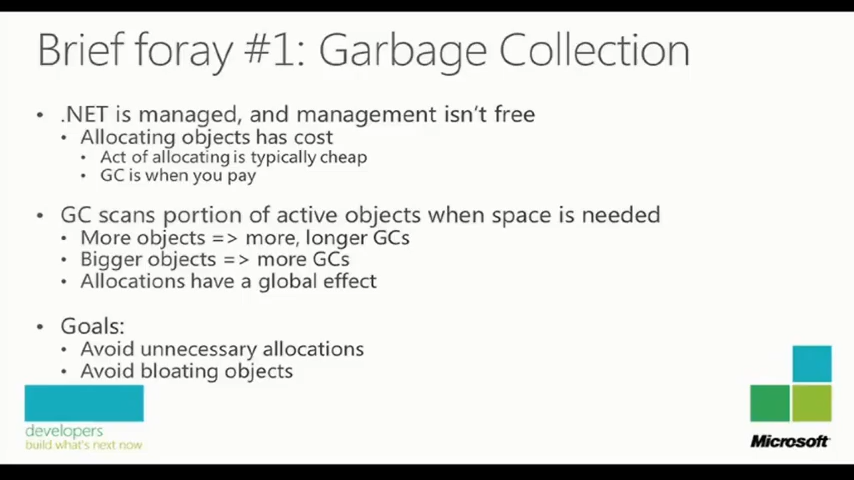 Brief foray #1: Garbage Collection
• .NET is managed, and management isn't free
• Allocating objects has cost
• Act of allocating is typically cheap
• GC is when you pay
• GC scans portion of active objects when space is needed
• More objects => more, longer GCs
• Bigger objects => more GCs
• Allocations have a global effect
• Goals:
• Avoid unnecessary allocations
• Avoid bloating objects
developers
build what's next now
Microsoft